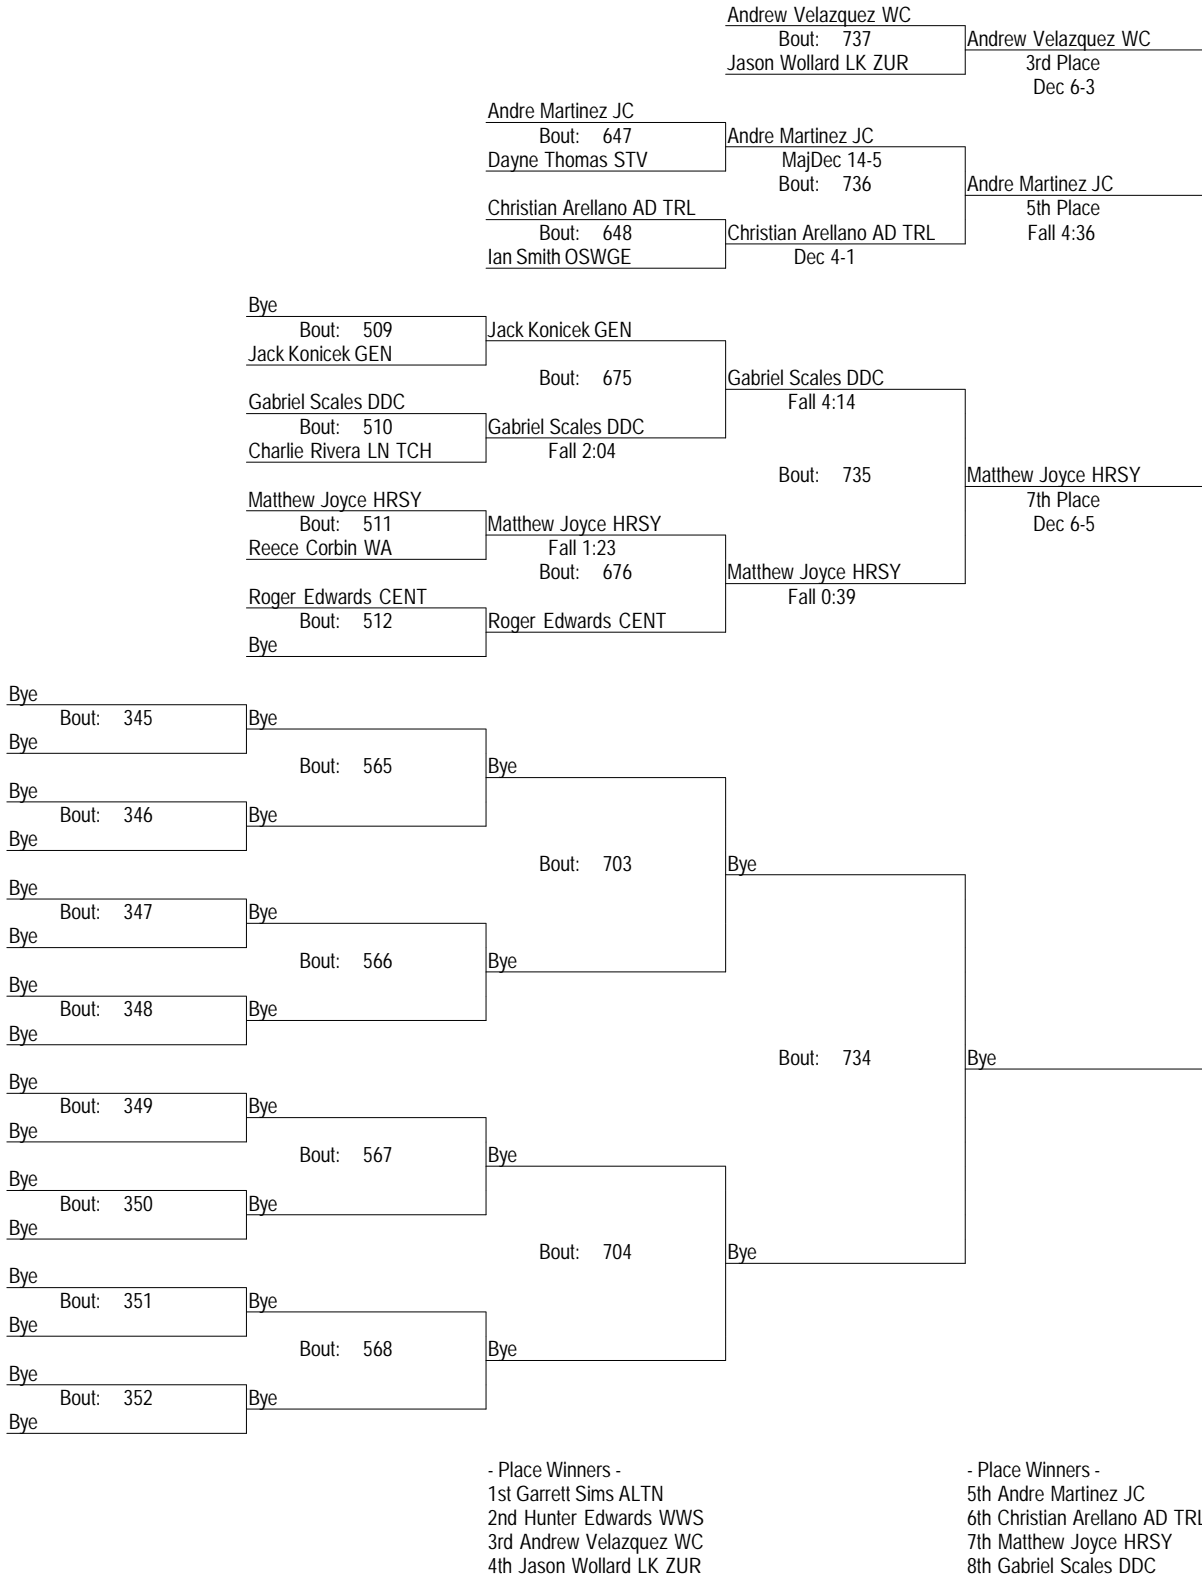 Andrew Velazquez WC
Bout: 737
Andrew Velazquez WC
Jason Wollard LK ZUR
3rd Place
Dec 6-3
Andre Martinez JC
Bout: 647
Andre Martinez JC
Dayne Thomas STV
MajDec 14-5
Bout: 736
Andre Martinez JC
Christian Arellano AD TRL
5th Place
Bout: 648
Christian Arellano AD TRL
Fall 4:36
Ian Smith OSWGE
Dec 4-1
Bye
Bout: 509
Jack Konicek GEN
Jack Konicek GEN
Bout: 675
Gabriel Scales DDC
Gabriel Scales DDC
Fall 4:14
Bout: 510
Gabriel Scales DDC
Charlie Rivera LN TCH
Fall 2:04
Bout: 735
Matthew Joyce HRSY
Matthew Joyce HRSY
7th Place
Bout: 511
Matthew Joyce HRSY
Dec 6-5
Reece Corbin WA
Fall 1:23
Bout: 676
Matthew Joyce HRSY
Roger Edwards CENT
Fall 0:39
Bout: 512
Roger Edwards CENT
Bye
Bye
Bout: 345
Bye
Bye
Bout: 565
Bye
Bye
Bout: 346
Bye
Bye
Bout: 703
Bye
Bye
Bout: 347
Bye
Bye
Bout: 566
Bye
Bye
Bout: 348
Bye
Bye
Bout: 734
Bye
Bye
Bout: 349
Bye
Bye
Bout: 567
Bye
Bye
Bout: 350
Bye
Bye
Bout: 704
Bye
Bye
Bout: 351
Bye
Bye
Bout: 568
Bye
Bye
Bout: 352
Bye
Bye
- Place Winners -
1st Garrett Sims ALTN
2nd Hunter Edwards WWS
3rd Andrew Velazquez WC
4th Jason Wollard LK ZUR
- Place Winners -
5th Andre Martinez JC
6th Christian Arellano AD TRL
7th Matthew Joyce HRSY
8th Gabriel Scales DDC